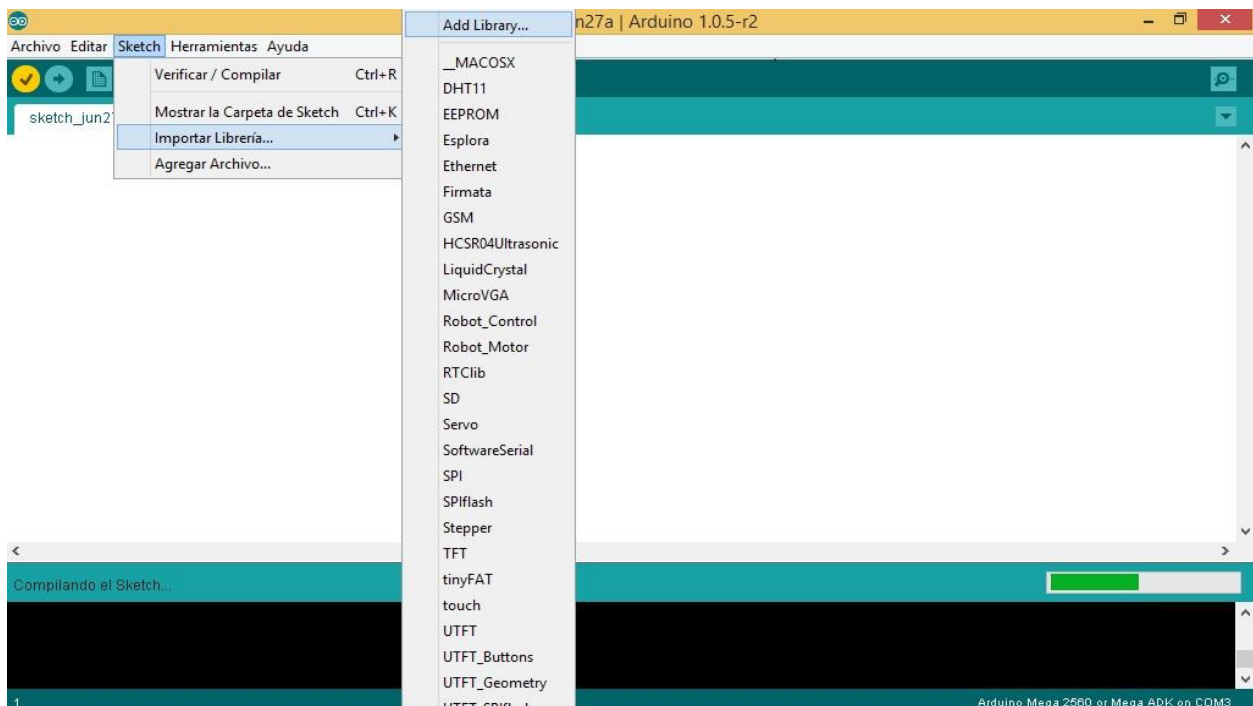 n27a | Arduino 1.0.5-r2
Archivo Editar Sketch Herramientas Ayuda
Verificar / Compilar Ctrl+R
Mostrar la Carpeta de Sketch Ctrl+K
Importar Librería...
Agregar Archivo...
sketch_jun2
Add Library...
__MACOSX
DHT11
EEPROM
Esplora
Ethernet
Firmata
GSM
HCSR04Ultrasonic
LiquidCrystal
MicroVGA
Robot_Control
Robot_Motor
RTClib
SD
Servo
SoftwareSerial
SPI
SPIflash
Stepper
TFT
tinyFAT
touch
UTFT
UTFT_Buttons
UTFT_Geometry
Compilando el Sketch...
1
Arduino Mega 2560 or Mega ADK on COM3